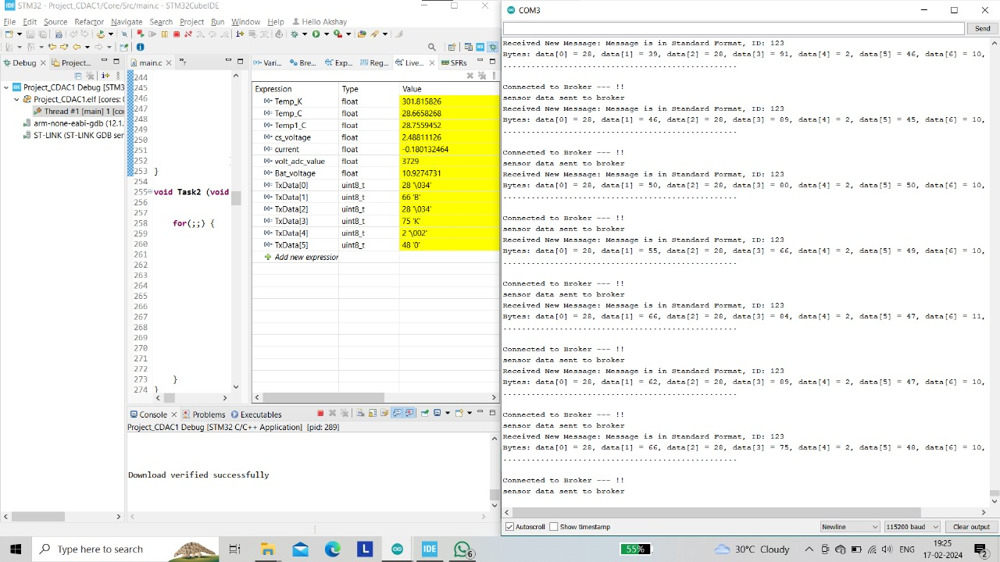 STM32 - Project_CDAC1/Core/Src/main.c - STM32CubeIDE
File Edit Source Refactor Navigate Search Project Run Window Help Hello Akshay
Debug Project...
Project_CDAC1 Debug [STM3
Project_CDAC1.elf [cores:
Thread #1 [main] 1 [co
arm-none-eabi-gdb (12.1.
ST-LINK (ST-LINK GDB ser
main.c
244
245
246
247
248
249
250
251
252
253 }
254
255 void Task2 (void
256
257
258 for(;;) {
259
260
261
262
263
264
265
266
267
268
269
270
271
272
273 }
274 }
Vari... Bre... Exp... Reg... Live... SFRs
Expression Type Value
Temp_K float 301.815826
Temp_C float 28.6658268
Temp1_C float 28.7559452
cs_voltage float 2.48811126
current float -0.180132464
volt_adc_value float 3729
Bat_voltage float 10.9274731
TxData[0] uint8_t 28 '\034'
TxData[1] uint8_t 66 'B'
TxData[2] uint8_t 28 '\034'
TxData[3] uint8_t 75 'K'
TxData[4] uint8_t 2 '\002'
TxData[5] uint8_t 48 '0'
Add new expression
Console Problems Executables
Project_CDAC1 Debug [STM32 C/C++ Application] [pid: 289]
Download verified successfully
COM3
Send
Received New Message: Message is in Standard Format, ID: 123
Bytes: data[0] = 28, data[1] = 39, data[2] = 28, data[3] = 91, data[4] = 2, data[5] = 46, data[6] = 10,
Connected to Broker --- !!
sensor data sent to broker
Received New Message: Message is in Standard Format, ID: 123
Bytes: data[0] = 28, data[1] = 46, data[2] = 28, data[3] = 89, data[4] = 2, data[5] = 45, data[6] = 10,
Connected to Broker --- !!
sensor data sent to broker
Received New Message: Message is in Standard Format, ID: 123
Bytes: data[0] = 28, data[1] = 50, data[2] = 28, data[3] = 80, data[4] = 2, data[5] = 50, data[6] = 10,
Connected to Broker --- !!
sensor data sent to broker
Received New Message: Message is in Standard Format, ID: 123
Bytes: data[0] = 28, data[1] = 55, data[2] = 28, data[3] = 66, data[4] = 2, data[5] = 49, data[6] = 10,
Connected to Broker --- !!
sensor data sent to broker
Received New Message: Message is in Standard Format, ID: 123
Bytes: data[0] = 28, data[1] = 66, data[2] = 28, data[3] = 84, data[4] = 2, data[5] = 47, data[6] = 11,
Connected to Broker --- !!
sensor data sent to broker
Received New Message: Message is in Standard Format, ID: 123
Bytes: data[0] = 28, data[1] = 62, data[2] = 28, data[3] = 89, data[4] = 2, data[5] = 47, data[6] = 10,
Connected to Broker --- !!
sensor data sent to broker
Received New Message: Message is in Standard Format, ID: 123
Bytes: data[0] = 28, data[1] = 66, data[2] = 28, data[3] = 75, data[4] = 2, data[5] = 48, data[6] = 10,
Connected to Broker --- !!
sensor data sent to broker
Autoscroll Show timestamp Newline 115200 baud Clear output
Type here to search L IDE 6 55% 30°C Cloudy ENG 19:25
17-02-2024 2